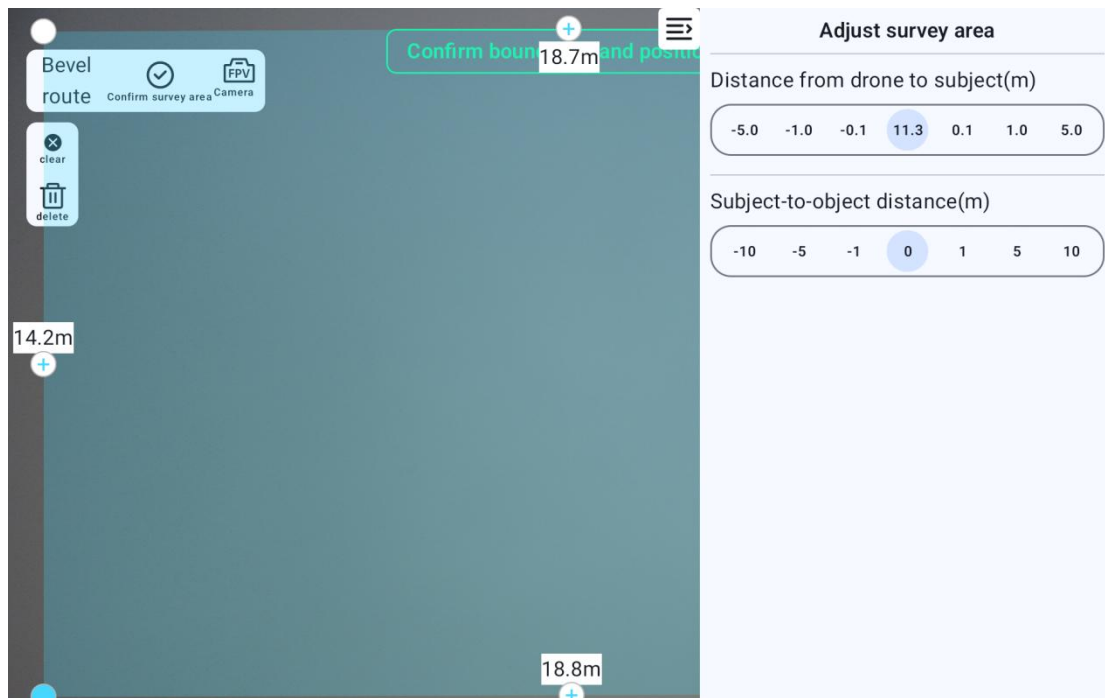 Confirm boun and positio
18.7m
Bevel
route
Confirm survey area
FPV
Camera
clear
delete
14.2m
18.8m
Adjust survey area
Distance from drone to subject(m)
-5.0 -1.0 -0.1 11.3 0.1 1.0 5.0
Subject-to-object distance(m)
-10 -5 -1 0 1 5 10